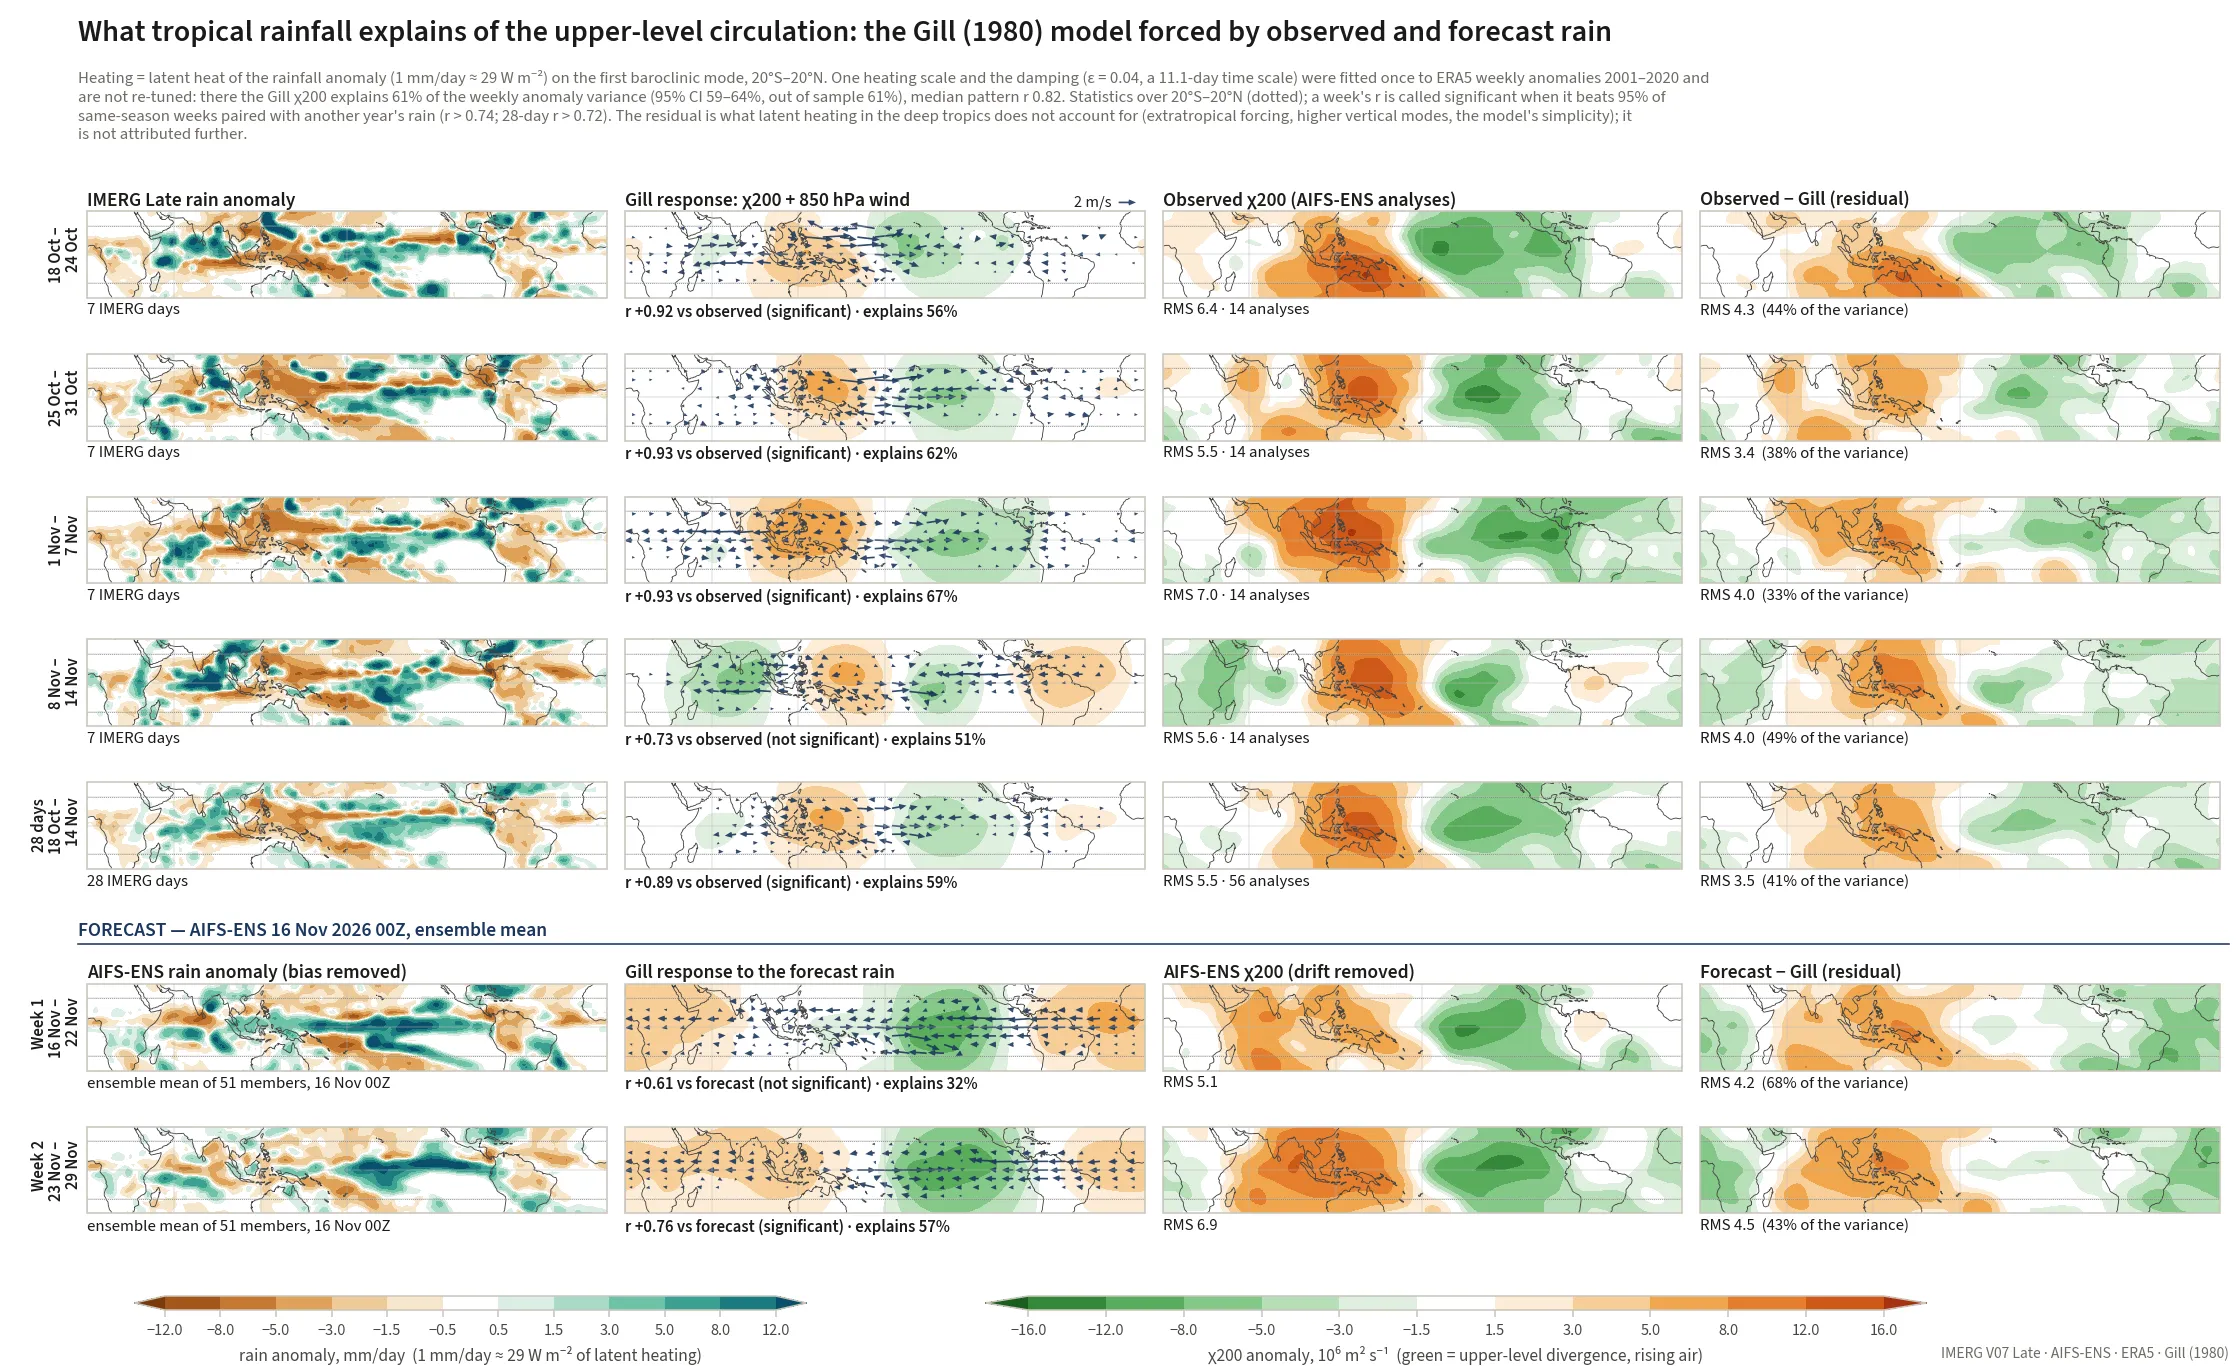 What tropical rainfall explains of the upper-level circulation: the Gill (1980) model forced by observed and forecast rain
Heating = latent heat of the rainfall anomaly (1 mm/day ≈ 29 W m⁻²) on the first baroclinic mode, 20°S–20°N. One heating scale and the damping (ε = 0.04, a 11.1-day time scale) were fitted once to ERA5 weekly anomalies 2001–2020 and
are not re-tuned: there the Gill χ200 explains 61% of the weekly anomaly variance (95% CI 59–64%, out of sample 61%), median pattern r 0.82. Statistics over 20°S–20°N (dotted); a week's r is called significant when it beats 95% of
same-season weeks paired with another year's rain (r > 0.74; 28-day r > 0.72). The residual is what latent heating in the deep tropics does not account for (extratropical forcing, higher vertical modes, the model's simplicity); it
is not attributed further.
IMERG Late rain anomaly
Gill response: χ200 + 850 hPa wind
2 m/s
Observed χ200 (AIFS-ENS analyses)
Observed − Gill (residual)
18 Oct –
24 Oct
7 IMERG days
r +0.92 vs observed (significant) · explains 56%
RMS 6.4 · 14 analyses
RMS 4.3 (44% of the variance)
25 Oct –
31 Oct
7 IMERG days
r +0.93 vs observed (significant) · explains 62%
RMS 5.5 · 14 analyses
RMS 3.4 (38% of the variance)
1 Nov –
7 Nov
7 IMERG days
r +0.93 vs observed (significant) · explains 67%
RMS 7.0 · 14 analyses
RMS 4.0 (33% of the variance)
8 Nov –
14 Nov
7 IMERG days
r +0.73 vs observed (not significant) · explains 51%
RMS 5.6 · 14 analyses
RMS 4.0 (49% of the variance)
28 days
18 Oct –
14 Nov
28 IMERG days
r +0.89 vs observed (significant) · explains 59%
RMS 5.5 · 56 analyses
RMS 3.5 (41% of the variance)
FORECAST — AIFS-ENS 16 Nov 2026 00Z, ensemble mean
AIFS-ENS rain anomaly (bias removed)
Gill response to the forecast rain
AIFS-ENS χ200 (drift removed)
Forecast − Gill (residual)
Week 1
16 Nov –
22 Nov
ensemble mean of 51 members, 16 Nov 00Z
r +0.61 vs forecast (not significant) · explains 32%
RMS 5.1
RMS 4.2 (68% of the variance)
Week 2
23 Nov –
29 Nov
ensemble mean of 51 members, 16 Nov 00Z
r +0.76 vs forecast (significant) · explains 57%
RMS 6.9
RMS 4.5 (43% of the variance)
−12.0 −8.0 −5.0 −3.0 −1.5 −0.5 0.5 1.5 3.0 5.0 8.0 12.0
rain anomaly, mm/day (1 mm/day ≈ 29 W m⁻² of latent heating)
−16.0 −12.0 −8.0 −5.0 −3.0 −1.5 1.5 3.0 5.0 8.0 12.0 16.0
χ200 anomaly, 10⁶ m² s⁻¹ (green = upper-level divergence, rising air)
IMERG V07 Late · AIFS-ENS · ERA5 · Gill (1980)